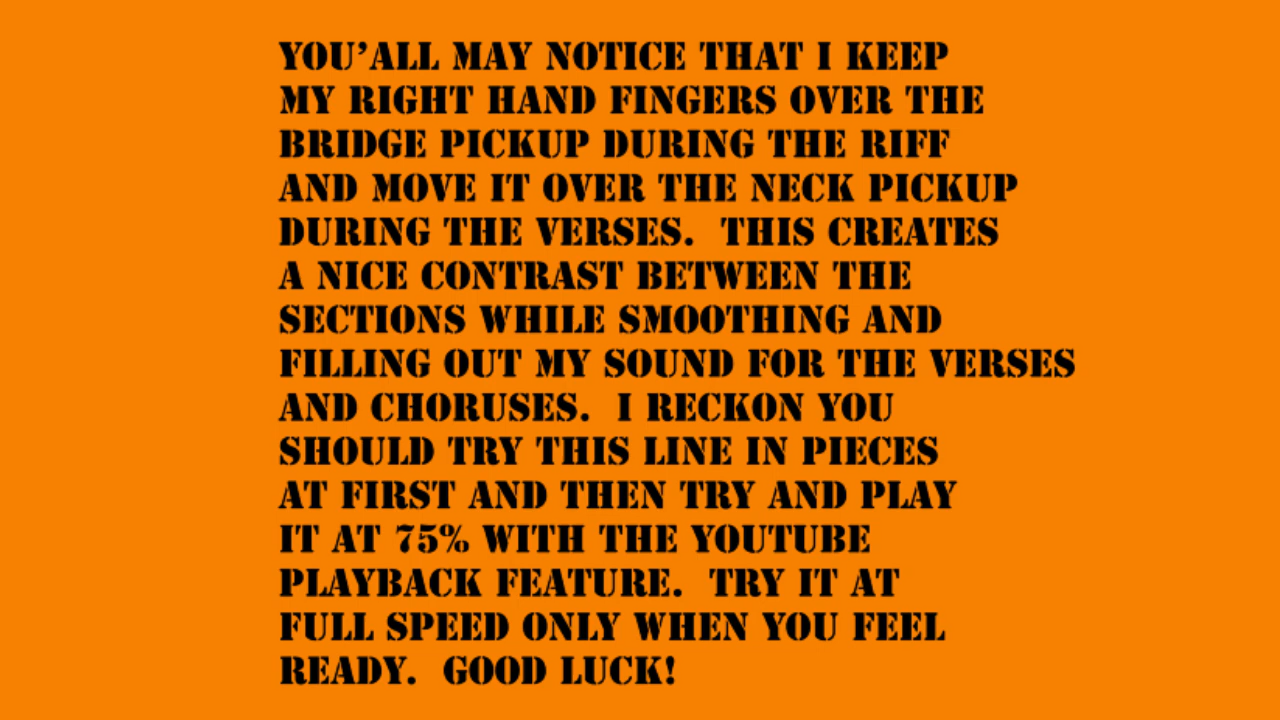 YOU'ALL MAY NOTICE THAT I KEEP
MY RIGHT HAND FINGERS OVER THE
BRIDGE PICKUP DURING THE RIFF
AND MOVE IT OVER THE NECK PICKUP
DURING THE VERSES.  THIS CREATES
A NICE CONTRAST BETWEEN THE
SECTIONS WHILE SMOOTHING AND
FILLING OUT MY SOUND FOR THE VERSES
AND CHORUSES.  I RECKON YOU
SHOULD TRY THIS LINE IN PIECES
AT FIRST AND THEN TRY AND PLAY
IT AT 75% WITH THE YOUTUBE
PLAYBACK FEATURE.  TRY IT AT
FULL SPEED ONLY WHEN YOU FEEL
READY.  GOOD LUCK!